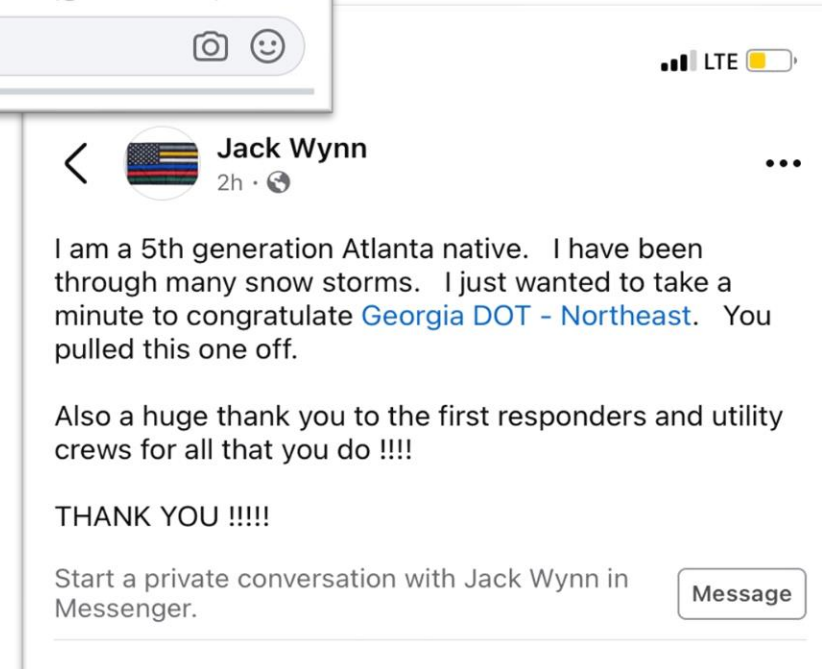 LTE
Jack Wynn
2h ·
I am a 5th generation Atlanta native.   I have been
through many snow storms.   I just wanted to take a
minute to congratulate Georgia DOT - Northeast.   You
pulled this one off.
Also a huge thank you to the first responders and utility
crews for all that you do !!!!
THANK YOU !!!!!
Start a private conversation with Jack Wynn in
Messenger.
Message